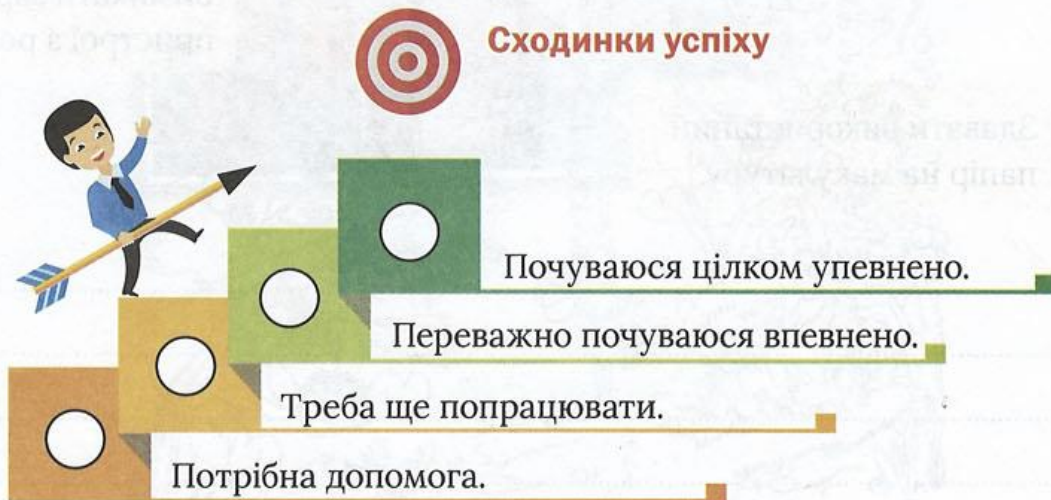 Сходинки успіху
Почуваюся цілком упевнено.
Переважно почуваюся впевнено.
Треба ще попрацювати.
Потрібна допомога.